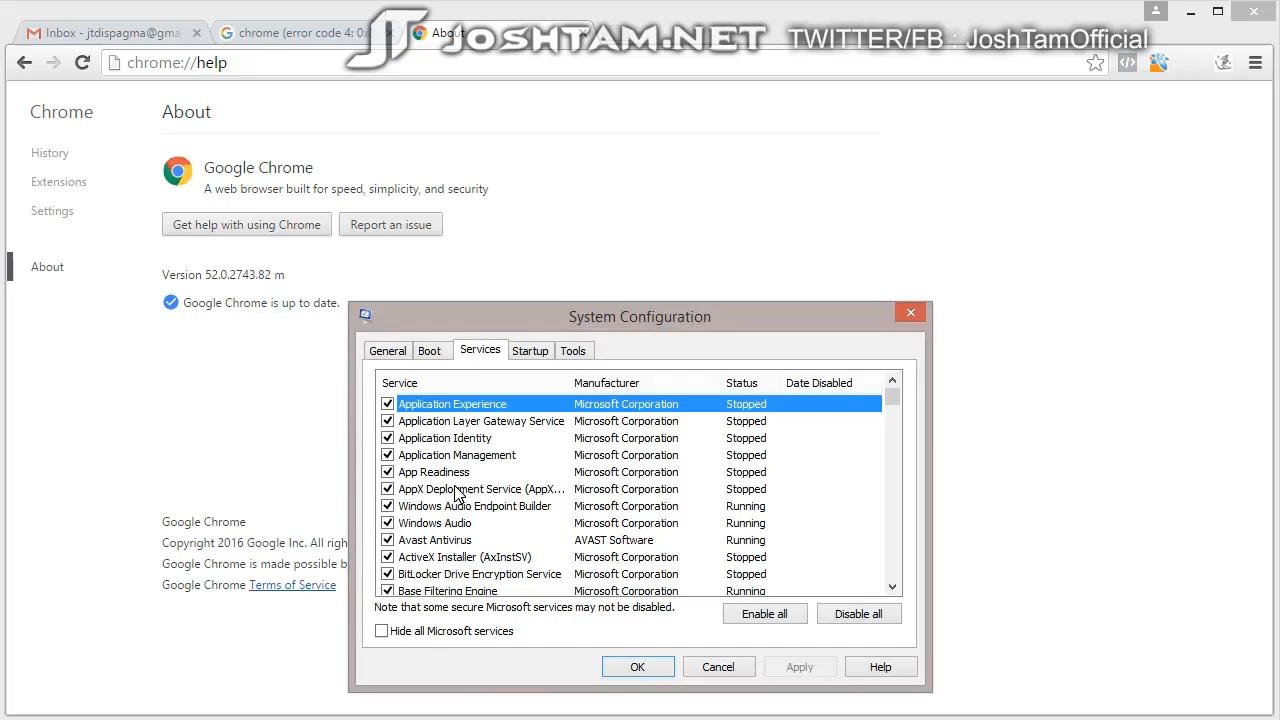 Inbox - jtdispagma@gma
chrome (error code 4: 0
Abou
JOSHTAM.NET
TWITTER/FB : JoshTamOfficial
chrome://help
Chrome
About
History
Extensions
Settings
About
Google Chrome
A web browser built for speed, simplicity, and security
Get help with using Chrome
Report an issue
Version 52.0.2743.82 m
Google Chrome is up to date.
Google Chrome
Copyright 2016 Google Inc. All righ
Google Chrome is made possible b
Google Chrome Terms of Service
System Configuration
General Boot Services Startup Tools
Service Manufacturer Status Date Disabled
Application Experience Microsoft Corporation Stopped
Application Layer Gateway Service Microsoft Corporation Stopped
Application Identity Microsoft Corporation Stopped
Application Management Microsoft Corporation Stopped
App Readiness Microsoft Corporation Stopped
AppX Deployment Service (AppX... Microsoft Corporation Stopped
Windows Audio Endpoint Builder Microsoft Corporation Running
Windows Audio Microsoft Corporation Running
Avast Antivirus AVAST Software Running
ActiveX Installer (AxInstSV) Microsoft Corporation Stopped
BitLocker Drive Encryption Service Microsoft Corporation Stopped
Base Filtering Engine Microsoft Corporation Running
Note that some secure Microsoft services may not be disabled.
Enable all
Disable all
Hide all Microsoft services
OK
Cancel
Apply
Help